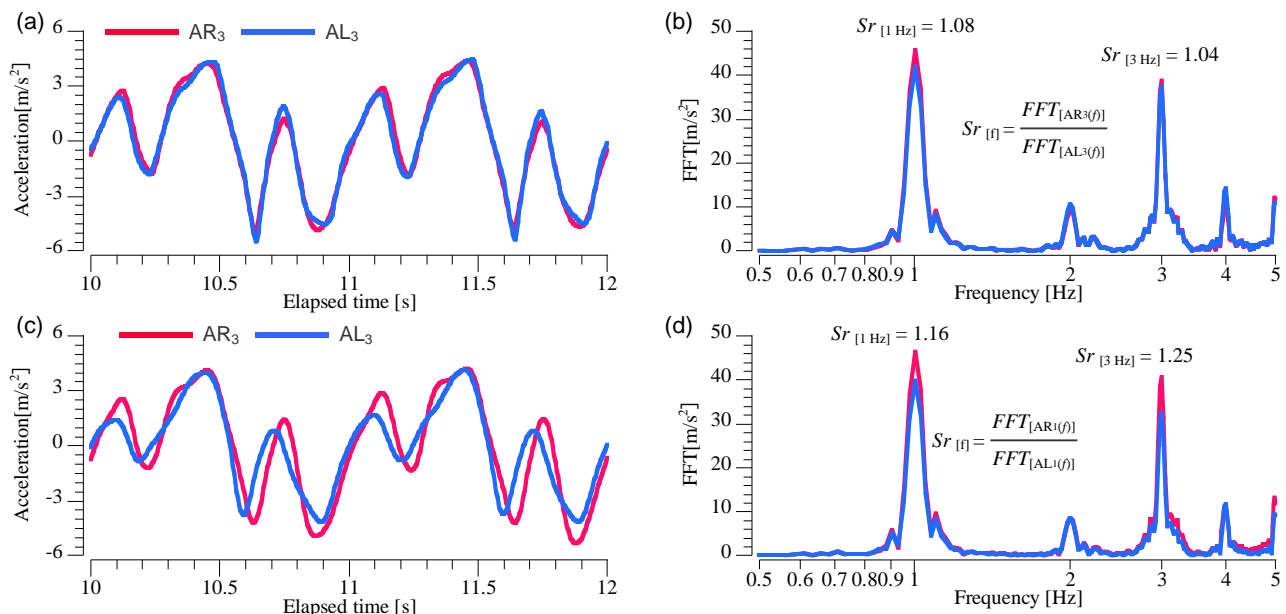 (a)
AR3 AL3
Acceleration[m/s2]
6
3
0
-3
-6
10 10.5 11 11.5 12
Elapsed time [s]
(b)
Sr [1 Hz] = 1.08
Sr [3 Hz] = 1.04
Sr [f] = FFT[AR3(f)]
FFT[AL3(f)]
FFT[m/s2]
50
40
30
20
10
0
0.5 0.6 0.7 0.80.9 1 2 3 4 5
Frequency [Hz]
(c)
AR3 AL3
Acceleration[m/s2]
6
3
0
-3
-6
10 10.5 11 11.5 12
Elapsed time [s]
(d)
Sr [1 Hz] = 1.16
Sr [3 Hz] = 1.25
Sr [f] = FFT[AR1(f)]
FFT[AL1(f)]
FFT[m/s2]
50
40
30
20
10
0
0.5 0.6 0.7 0.80.9 1 2 3 4 5
Frequency [Hz]